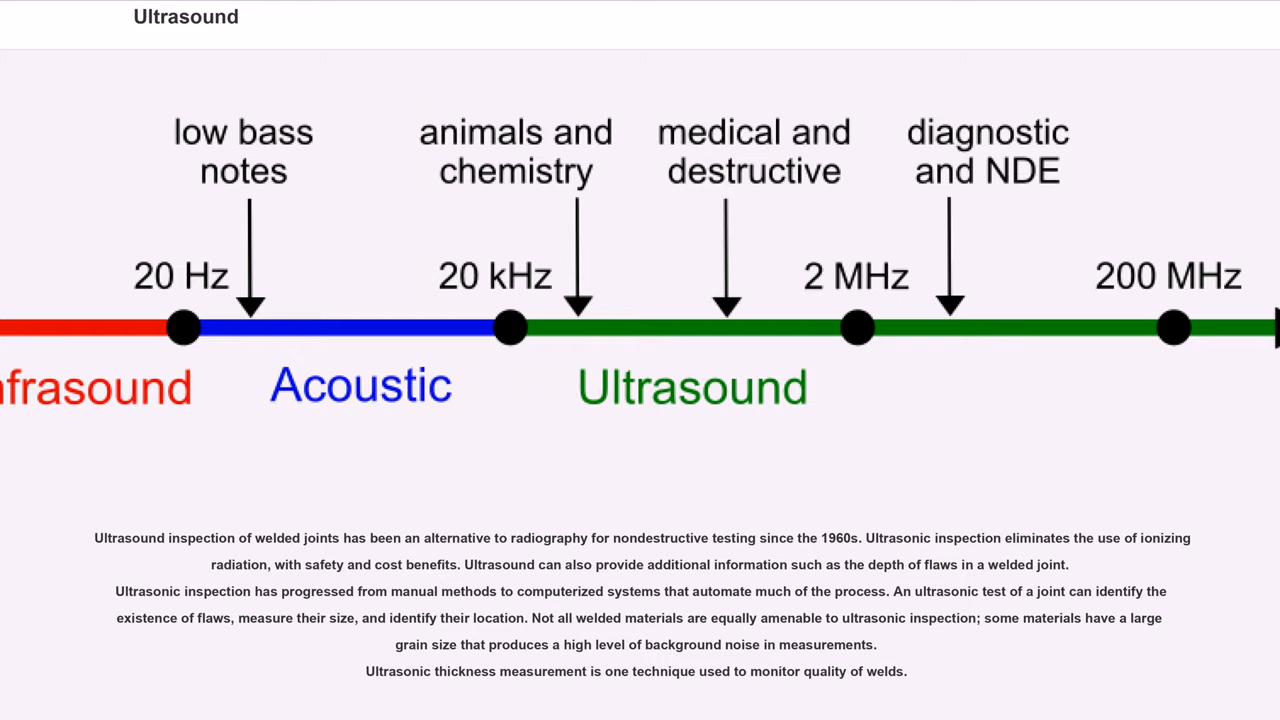 Ultrasound
low bass
notes
animals and
chemistry
medical and
destructive
diagnostic
and NDE
20 Hz
20 kHz
2 MHz
200 MHz
nfrasound
Acoustic
Ultrasound
Ultrasound inspection of welded joints has been an alternative to radiography for nondestructive testing since the 1960s. Ultrasonic inspection eliminates the use of ionizing
radiation, with safety and cost benefits. Ultrasound can also provide additional information such as the depth of flaws in a welded joint.
Ultrasonic inspection has progressed from manual methods to computerized systems that automate much of the process. An ultrasonic test of a joint can identify the
existence of flaws, measure their size, and identify their location. Not all welded materials are equally amenable to ultrasonic inspection; some materials have a large
grain size that produces a high level of background noise in measurements.
Ultrasonic thickness measurement is one technique used to monitor quality of welds.